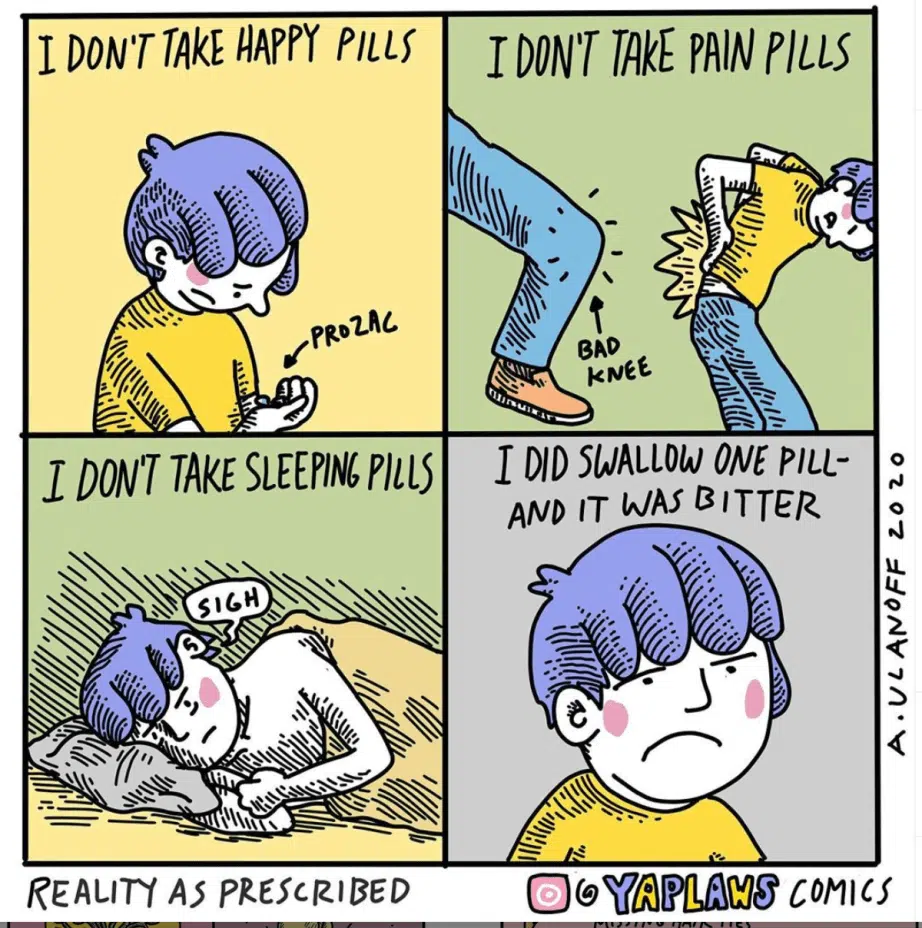 I DON'T TAKE HAPPY PILLS
PROZAC
I DON'T TAKE PAIN PILLS
BAD
KNEE
I DON'T TAKE SLEEPING PILLS
SIGH
I DID SWALLOW ONE PILL-
AND IT WAS BITTER
A. ULANOFF 2020
REALITY AS PRESCRIBED
@YAPLAWS COMICS